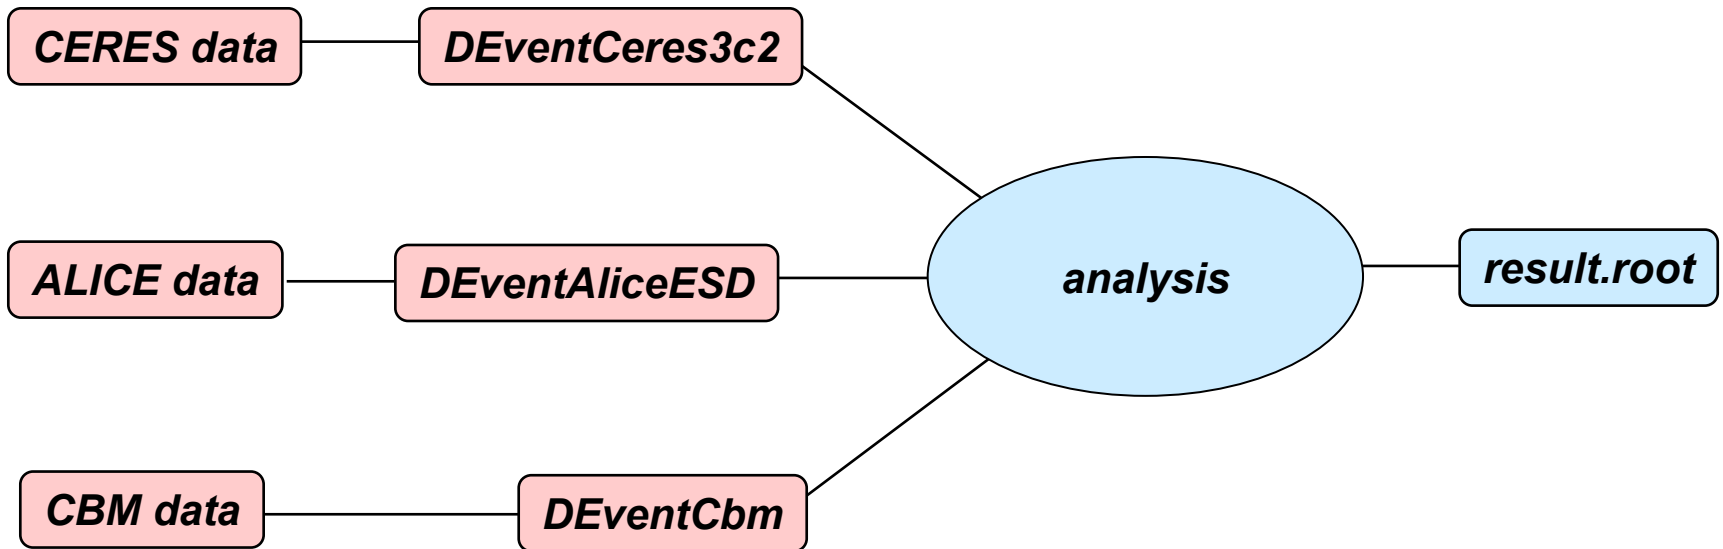 CERES data
DEventCeres3c2
ALICE data
DEventAliceESD
analysis
result.root
CBM data
DEventCbm